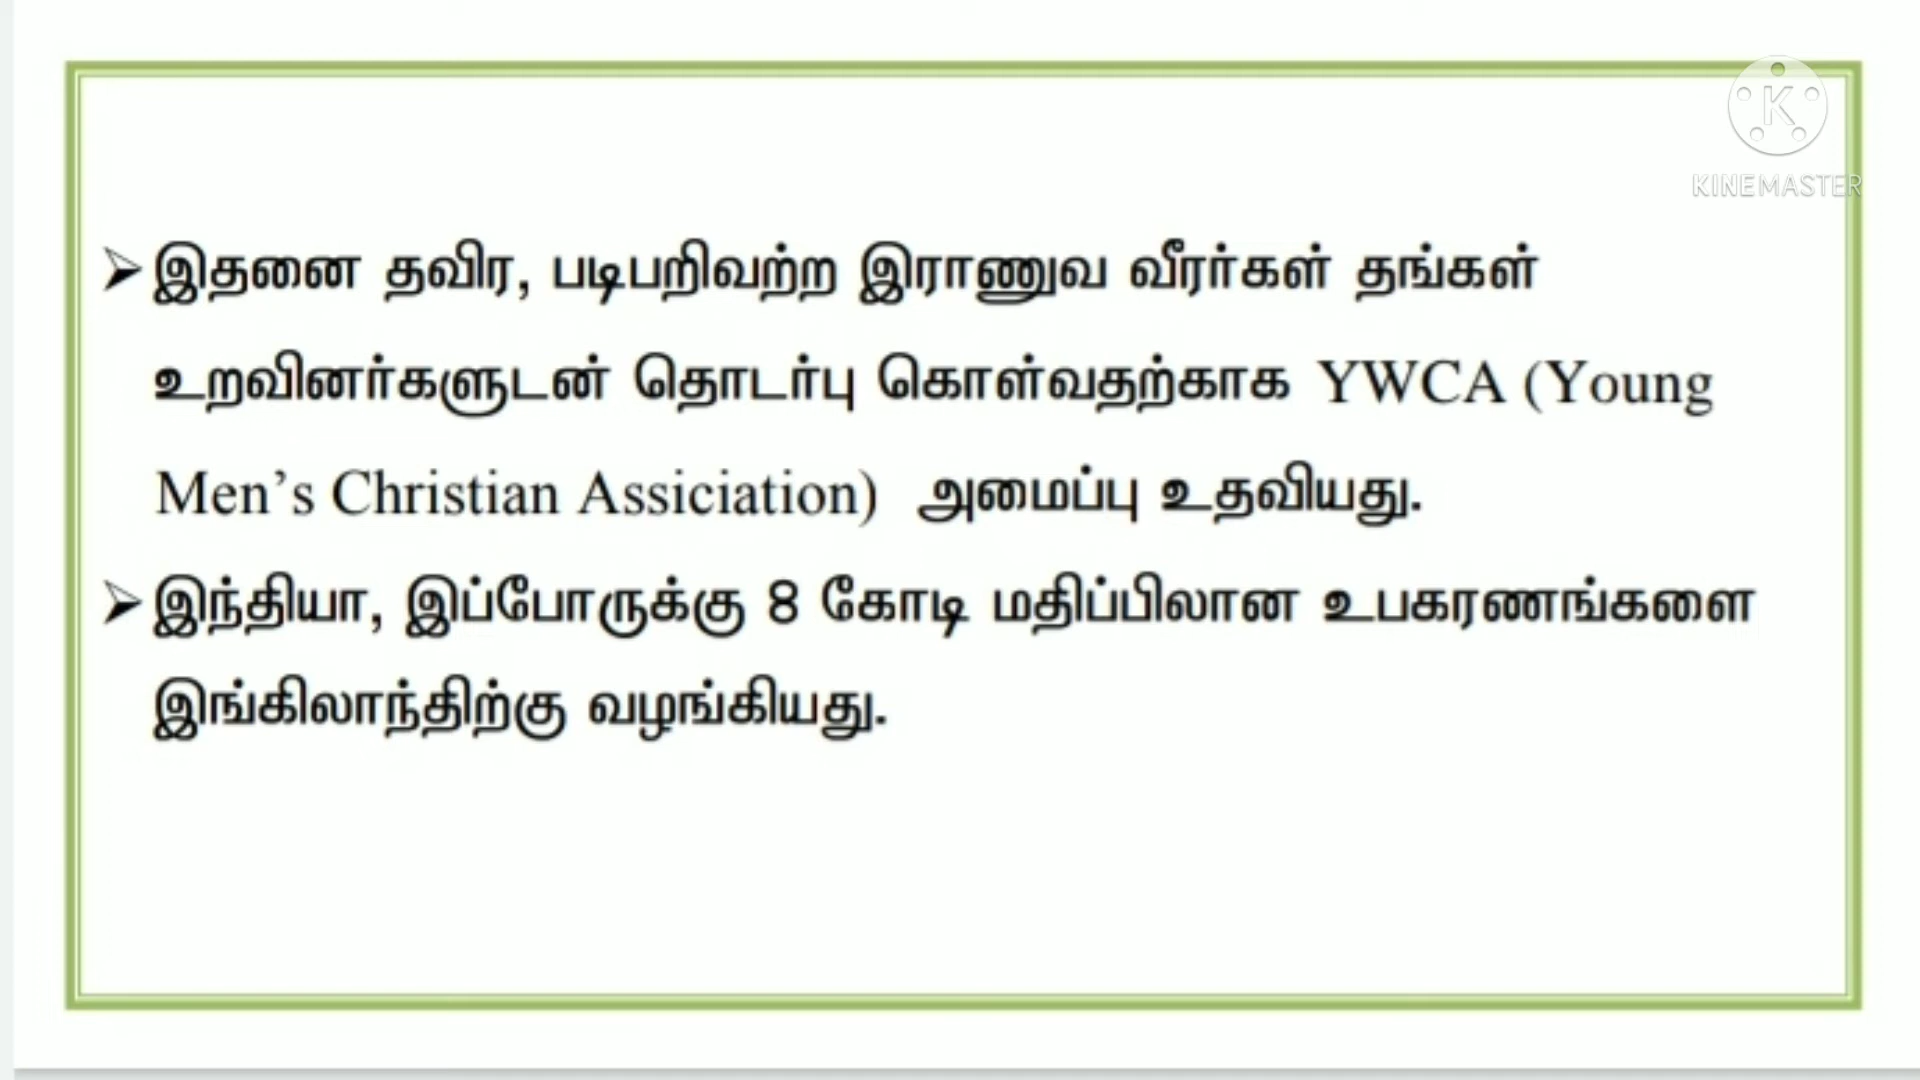 KINEMASTER
➢இதனை தவிர, படிபறிவற்ற இராணுவ வீரர்கள் தங்கள்
உறவினர்களுடன் தொடர்பு கொள்வதற்காக YWCA (Young
Men’s Christian Assiciation) அமைப்பு உதவியது.
➢இந்தியா, இப்போருக்கு 8 கோடி மதிப்பிலான உபகரணங்களை
இங்கிலாந்திற்கு வழங்கியது.